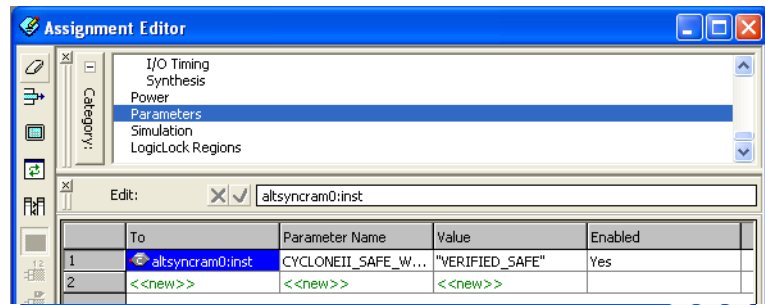 Assignment Editor
I/O Timing
Synthesis
Power
Parameters
Simulation
LogicLock Regions
Category:
Edit: altsyncram0:inst
To Parameter Name Value Enabled
1 altsyncram0:inst CYCLONEII_SAFE_W... "VERIFIED_SAFE" Yes
2 <<new>> <<new>> <<new>>